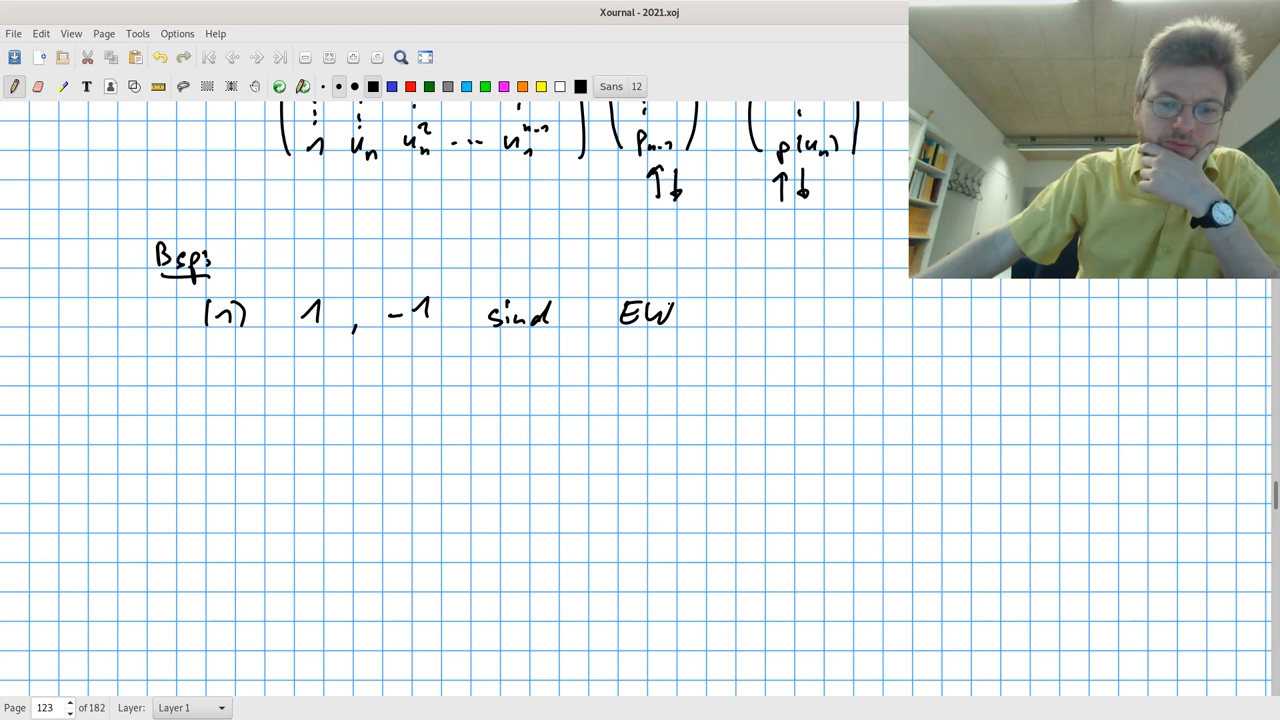 Xournal - 2021.xoj
File Edit View Page Tools Options Help
T Sans 12
1 uₙ uₙ² ... u₁ⁿ⁻¹ pₙ₋₁ p(uₙ)
↑↓ ↑↓
Bsp:
(1) 1 , -1 sind EW
Page 123 of 182 Layer: Layer 1